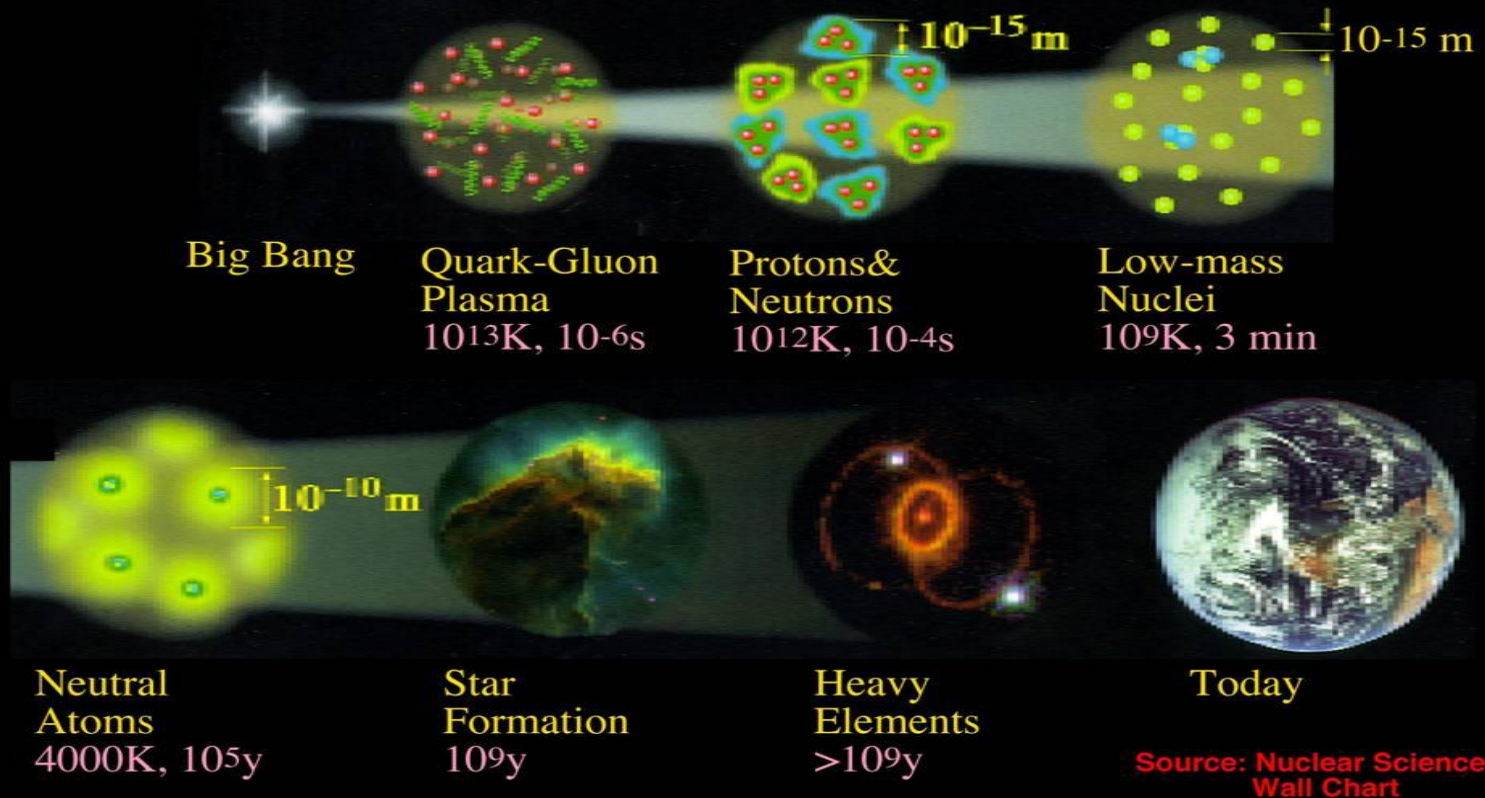 10⁻¹⁵ m
10-15 m
Big Bang
Quark-Gluon
Plasma
10¹³K, 10-6s
Protons&
Neutrons
10¹²K, 10-4s
Low-mass
Nuclei
10⁹K, 3 min
10⁻¹⁰ m
Neutral
Atoms
4000K, 10⁵y
Star
Formation
10⁹y
Heavy
Elements
>10⁹y
Today
Source: Nuclear Science
Wall Chart